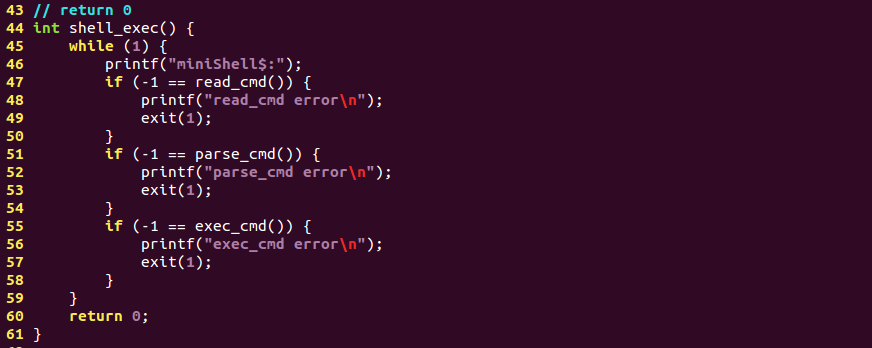 43 // return 0
44 int shell_exec() {
45     while (1) {
46         printf("miniShell$:");
47         if (-1 == read_cmd()) {
48             printf("read_cmd error\n");
49             exit(1);
50         }
51         if (-1 == parse_cmd()) {
52             printf("parse_cmd error\n");
53             exit(1);
54         }
55         if (-1 == exec_cmd()) {
56             printf("exec_cmd error\n");
57             exit(1);
58         }
59     }
60     return 0;
61 }